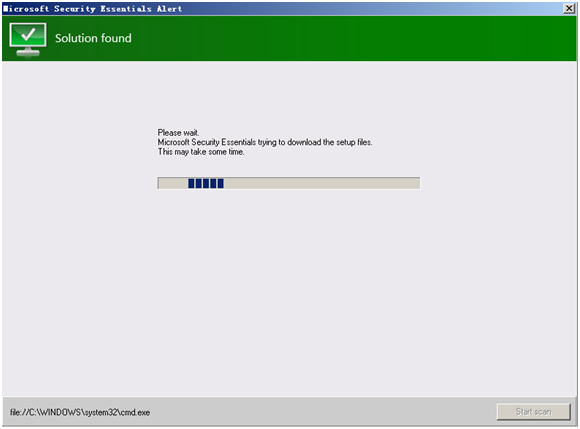 Microsoft Security Essentials Alert
Solution found
Please wait.
Microsoft Security Essentials trying to download the setup files.
This may take some time.
file://C:\WINDOWS\system32\cmd.exe
Start scan